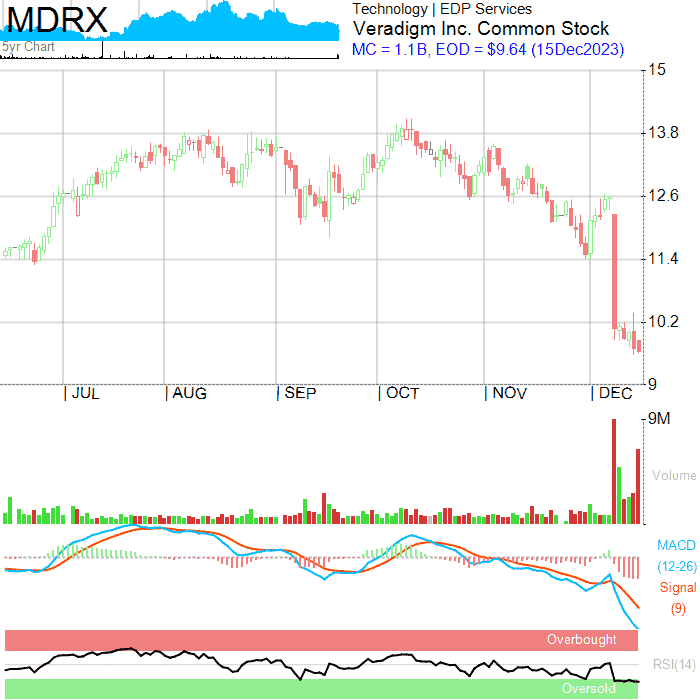 MDRX
5yr Chart
Technology | EDP Services
Veradigm Inc. Common Stock
MC = 1.1B, EOD = $9.64 (15Dec2023)
15
13.8
12.6
11.4
10.2
9
| JUL | AUG | SEP | OCT | NOV | DEC
9M
Volume
MACD
(12-26)
Signal
(9)
Overbought
RSI(14)
Oversold